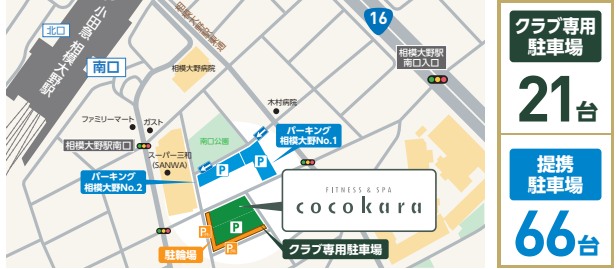 北口
小田急 相模大野駅
南口
16
相模大野駅
南口入口
相模大野病院
木村病院
ファミリーマート
ガスト
南口公園
パーキング
相模大野No.1
相模大野駅南口
スーパー三和
(SANWA)
P
P
パーキング
相模大野No.2
FITNESS & SPA
cocokara
P
P
P
駐輪場
クラブ専用駐車場
クラブ専用
駐車場
21台
提携
駐車場
66台